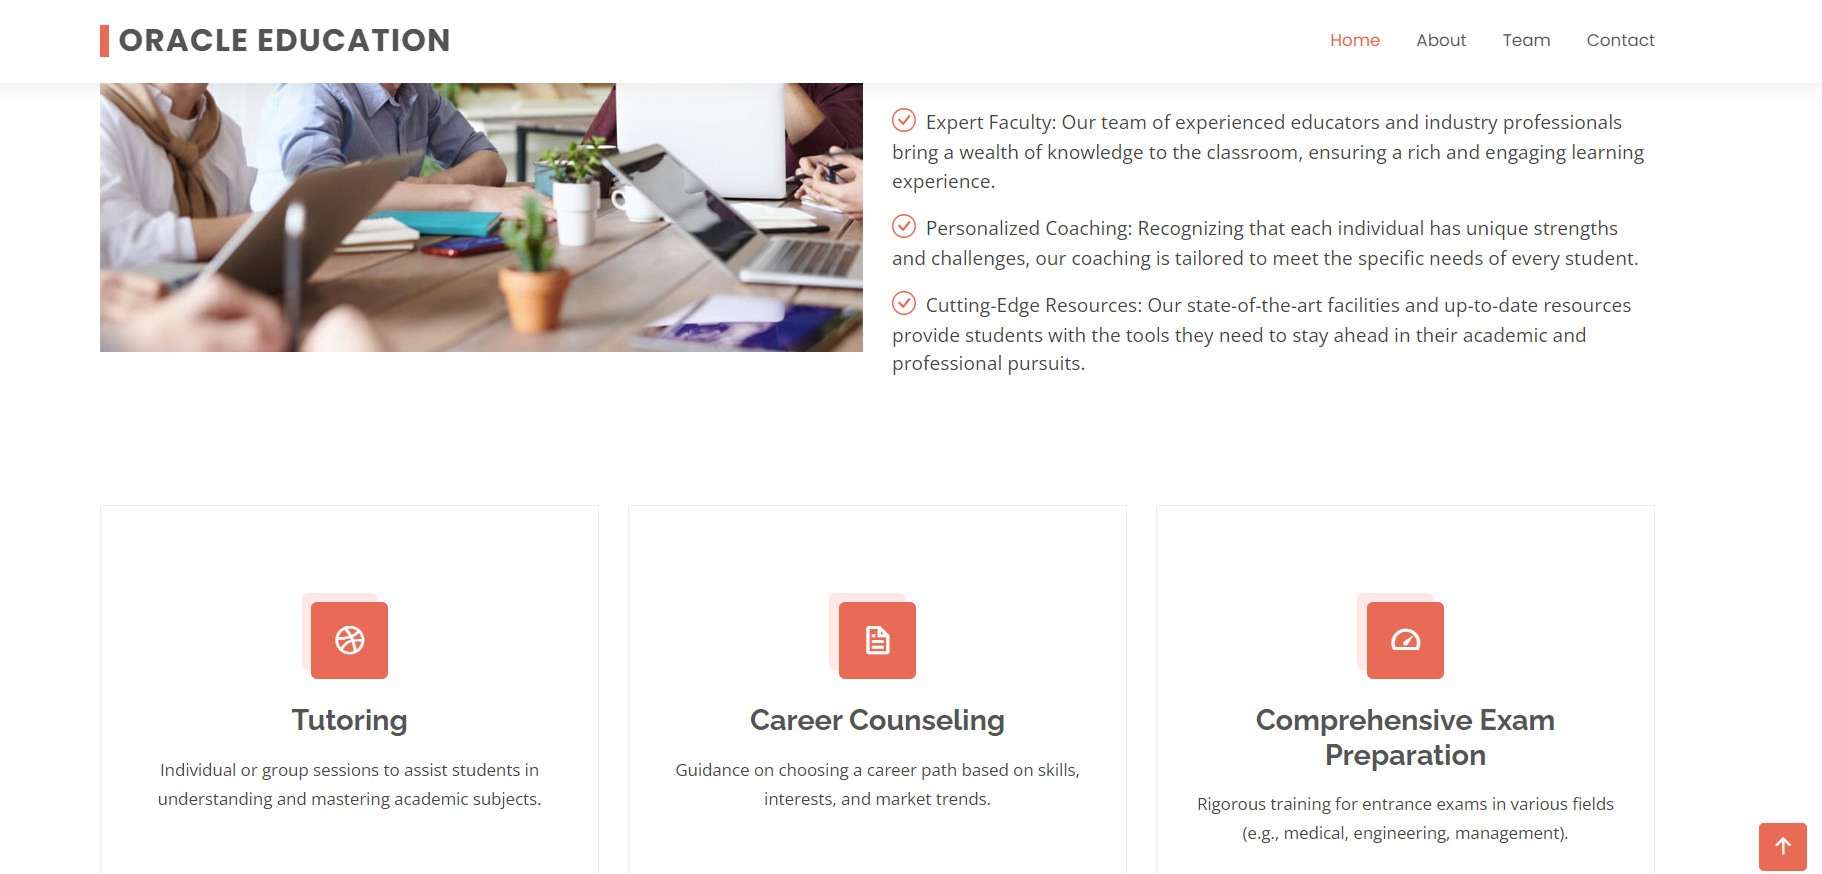 ORACLE EDUCATION
Home About Team Contact
Expert Faculty: Our team of experienced educators and industry professionals
bring a wealth of knowledge to the classroom, ensuring a rich and engaging learning
experience.
Personalized Coaching: Recognizing that each individual has unique strengths
and challenges, our coaching is tailored to meet the specific needs of every student.
Cutting-Edge Resources: Our state-of-the-art facilities and up-to-date resources
provide students with the tools they need to stay ahead in their academic and
professional pursuits.
Tutoring
Individual or group sessions to assist students in
understanding and mastering academic subjects.
Career Counseling
Guidance on choosing a career path based on skills,
interests, and market trends.
Comprehensive Exam
Preparation
Rigorous training for entrance exams in various fields
(e.g., medical, engineering, management).